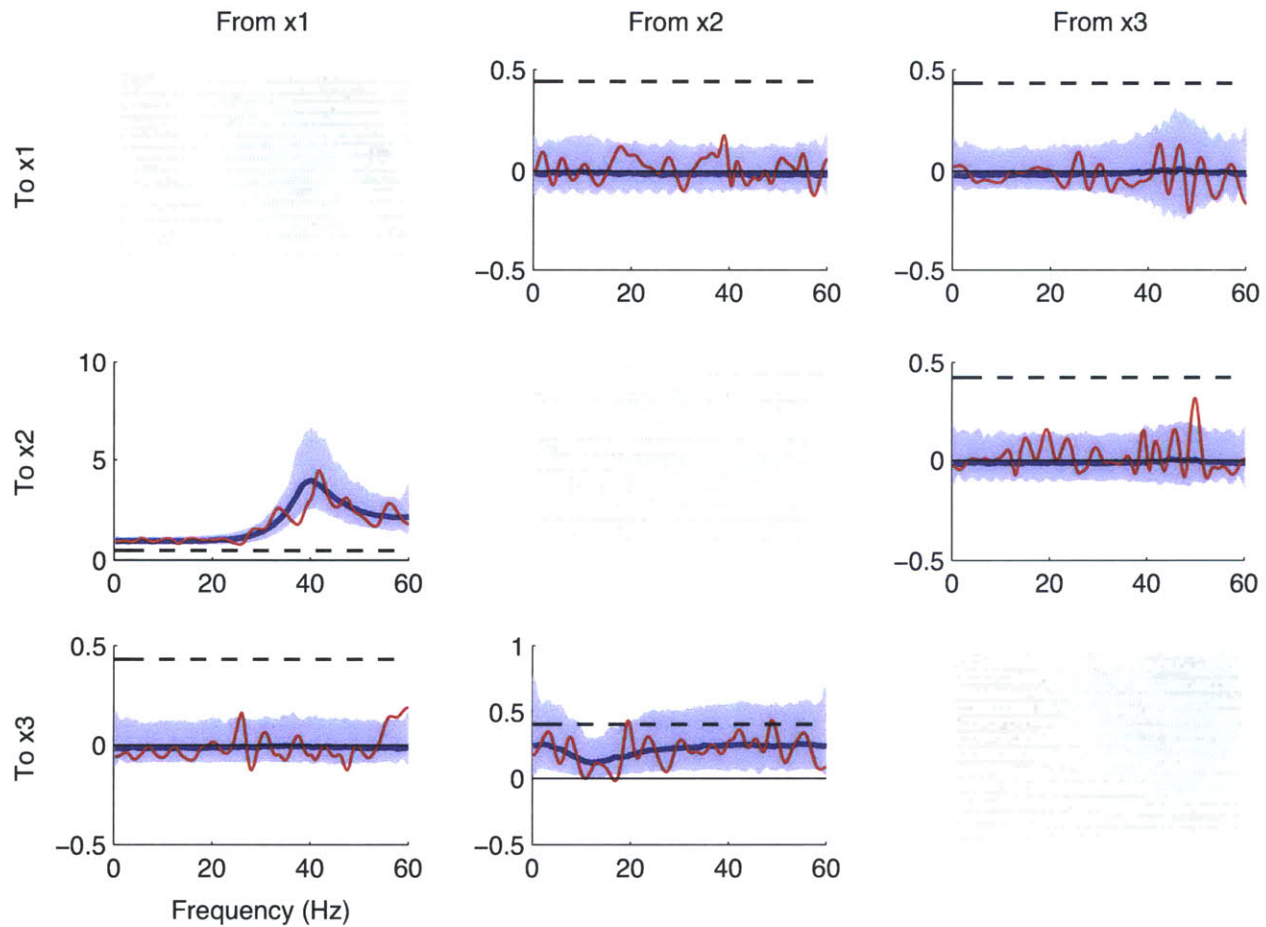 From x1 From x2 From x3
To x1
0.5 0.5
0 0
−0.5 −0.5
0 20 40 60 0 20 40 60
To x2
10 0.5
5 0
0 −0.5
0 20 40 60 0 20 40 60
To x3
0.5 1
0 0.5
−0.5 0
−0.5
0 20 40 60 0 20 40 60
Frequency (Hz)